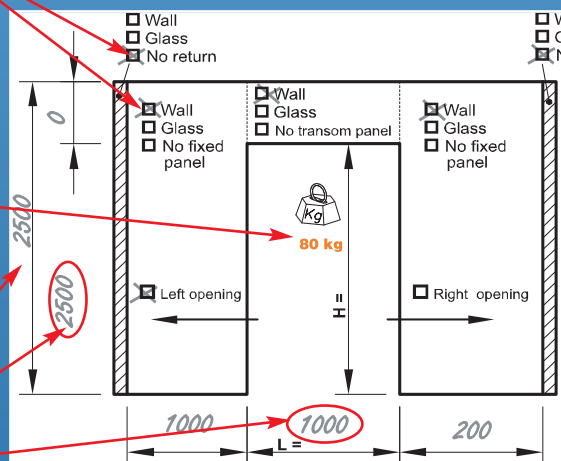 Wall
Glass
No return
W
G
N
0
Wall
Glass
No fixed
panel
Wall
Glass
No transom panel
Wall
Glass
No fixed
panel
2500
2500
Kg
80 kg
Left opening
Right opening
H =
1000
1000
200
L =